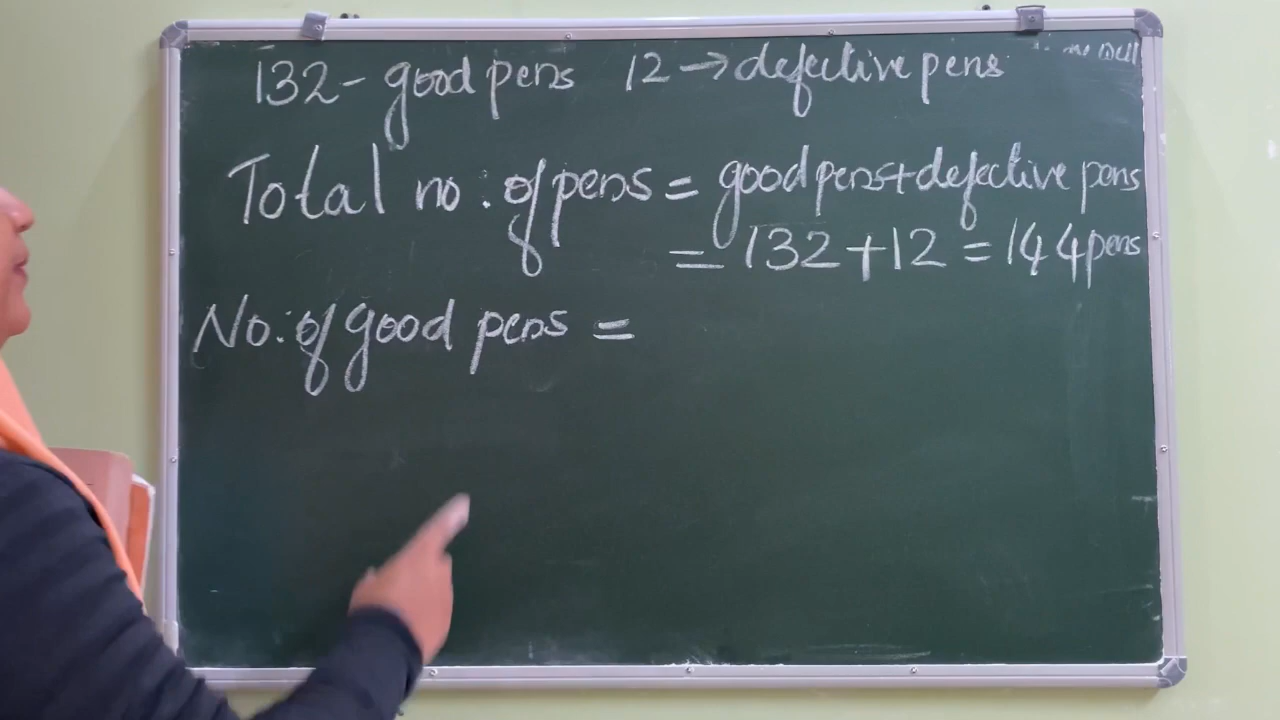 132 - good pens 12 → defective pens
Total no: of pens = good pens + defective pens
= 132 + 12 = 144 pens
No: of good pens =